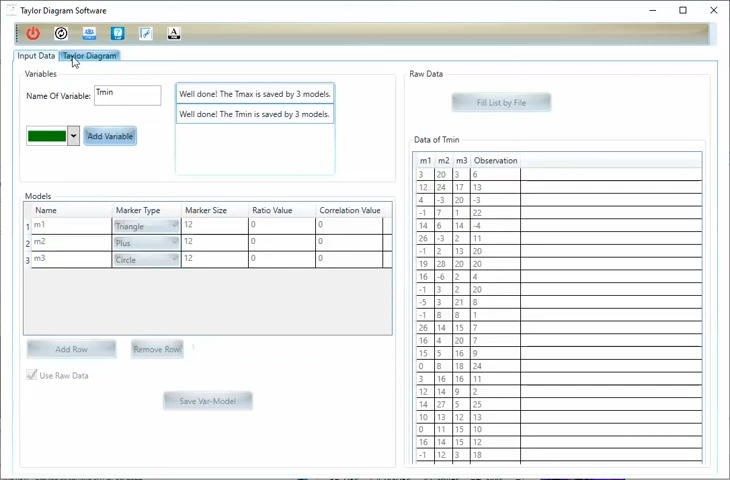 Taylor Diagram Software
Input Data
Taylor Diagram
Variables
Name Of Variable:
Tmin
Add Variable
Well done! The Tmax is saved by 3 models.
Well done! The Tmin is saved by 3 models.
Models
Name Marker Type Marker Size Ratio Value Correlation Value
1 m1 Triangle 12 0 0
2 m2 Plus 12 0 0
3 m3 Circle 12 0 0
Add Row
Remove Row
Use Raw Data
Save Var-Model
Raw Data
Fill List by File
Data of Tmin
m1 m2 m3 Observation
3 20 3 6
12 24 17 13
4 -3 20 -3
-1 7 1 22
14 6 14 -4
26 -3 2 11
-1 2 13 20
19 28 20 20
16 -6 2 4
-1 3 2 20
-5 3 21 8
-1 8 8 1
26 14 15 7
16 4 20 7
15 5 16 9
0 8 18 24
3 16 16 11
12 14 9 2
14 27 5 25
10 13 12 13
0 11 15 10
16 14 15 12
-1 12 3 18